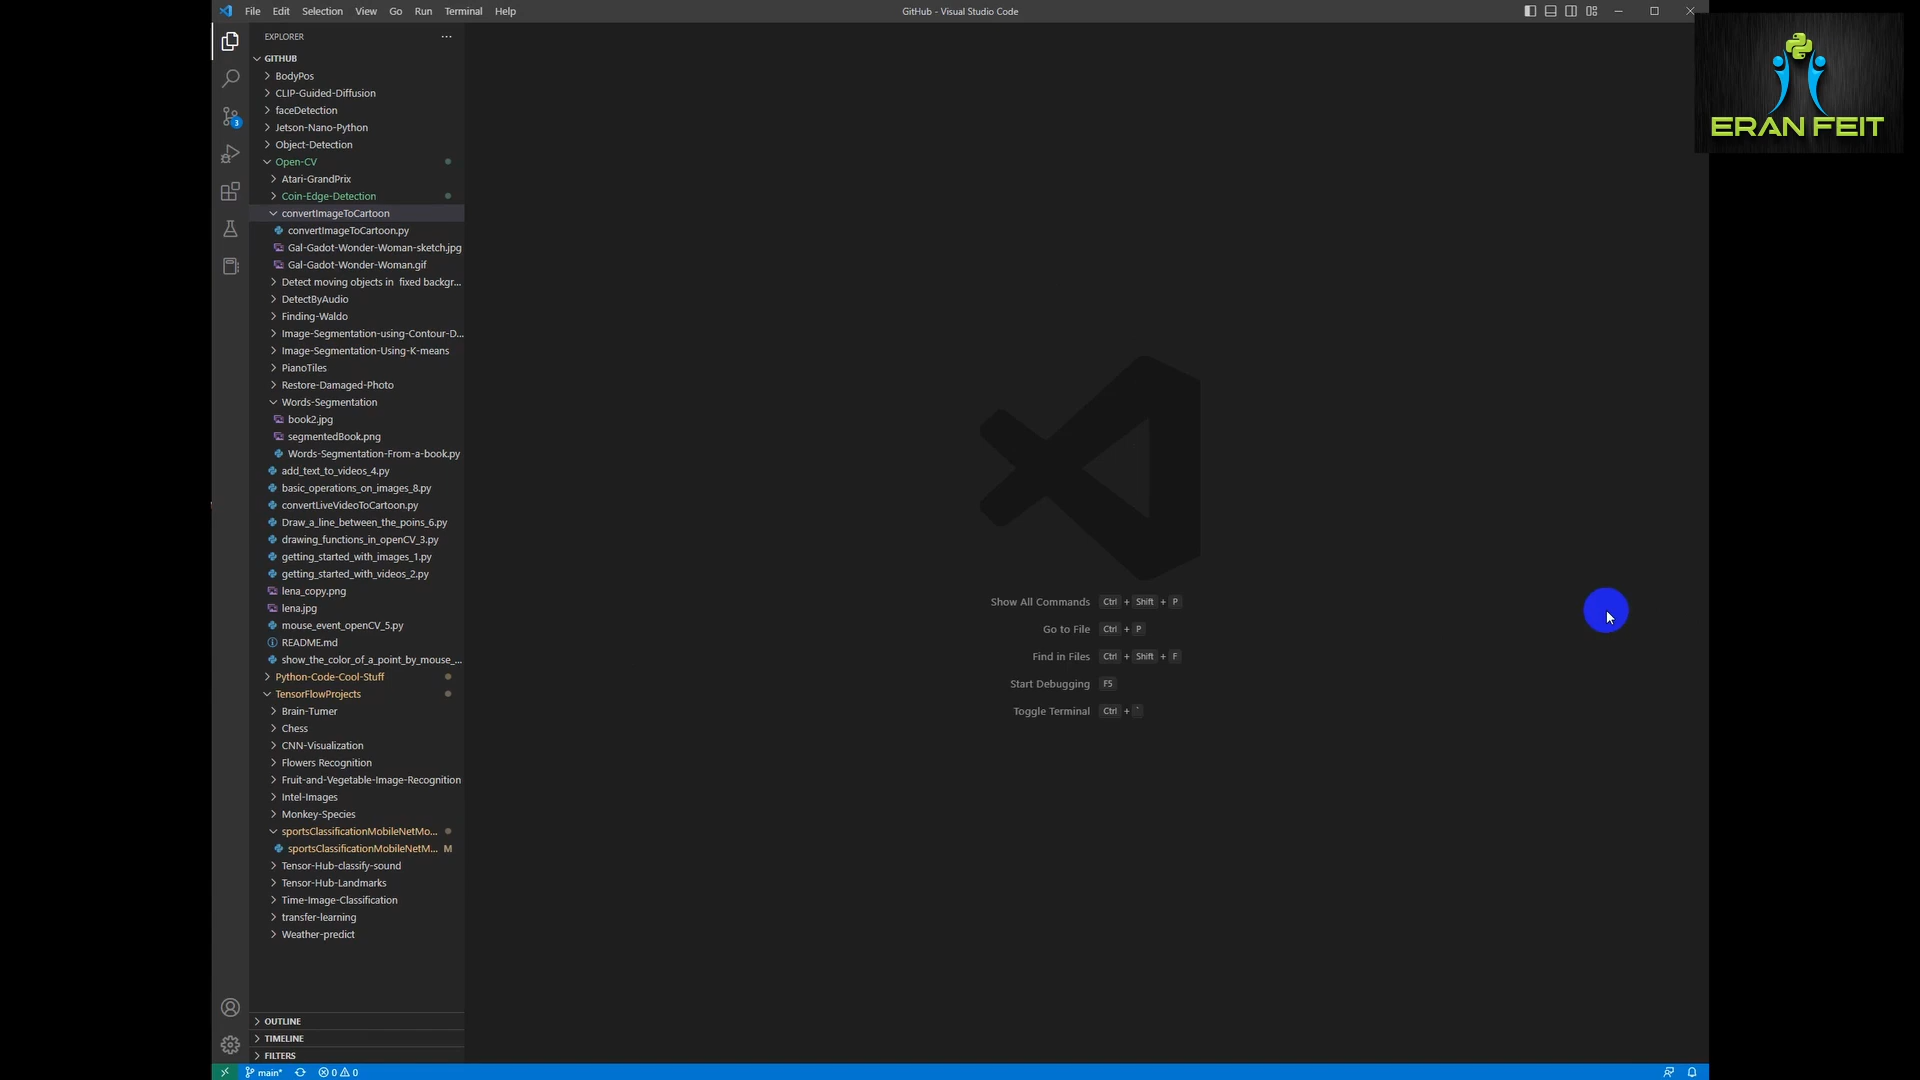 File Edit Selection View Go Run Terminal Help
GitHub - Visual Studio Code
ERAN FEIT
EXPLORER
GITHUB
BodyPos
CLIP-Guided-Diffusion
faceDetection
Jetson-Nano-Python
Object-Detection
Open-CV
Atari-GrandPrix
Coin-Edge-Detection
convertImageToCartoon
convertImageToCartoon.py
Gal-Gadot-Wonder-Woman-sketch.jpg
Gal-Gadot-Wonder-Woman.gif
Detect moving objects in fixed backgr...
DetectByAudio
Finding-Waldo
Image-Segmentation-using-Contour-D...
Image-Segmentation-Using-K-means
PianoTiles
Restore-Damaged-Photo
Words-Segmentation
book2.jpg
segmentedBook.png
Words-Segmentation-From-a-book.py
add_text_to_videos_4.py
basic_operations_on_images_8.py
convertLiveVideoToCartoon.py
Draw_a_line_between_the_poins_6.py
drawing_functions_in_openCV_3.py
getting_started_with_images_1.py
getting_started_with_videos_2.py
lena_copy.png
lena.jpg
mouse_event_openCV_5.py
README.md
show_the_color_of_a_point_by_mouse_...
Python-Code-Cool-Stuff
TensorFlowProjects
Brain-Tumer
Chess
CNN-Visualization
Flowers Recognition
Fruit-and-Vegetable-Image-Recognition
Intel-Images
Monkey-Species
sportsClassificationMobileNetMo...
sportsClassificationMobileNetM... M
Tensor-Hub-classify-sound
Tensor-Hub-Landmarks
Time-Image-Classification
transfer-learning
Weather-predict
3
Show All Commands Ctrl + Shift + P
Go to File Ctrl + P
Find in Files Ctrl + Shift + F
Start Debugging F5
Toggle Terminal Ctrl + `
OUTLINE
TIMELINE
FILTERS
main* 0 0